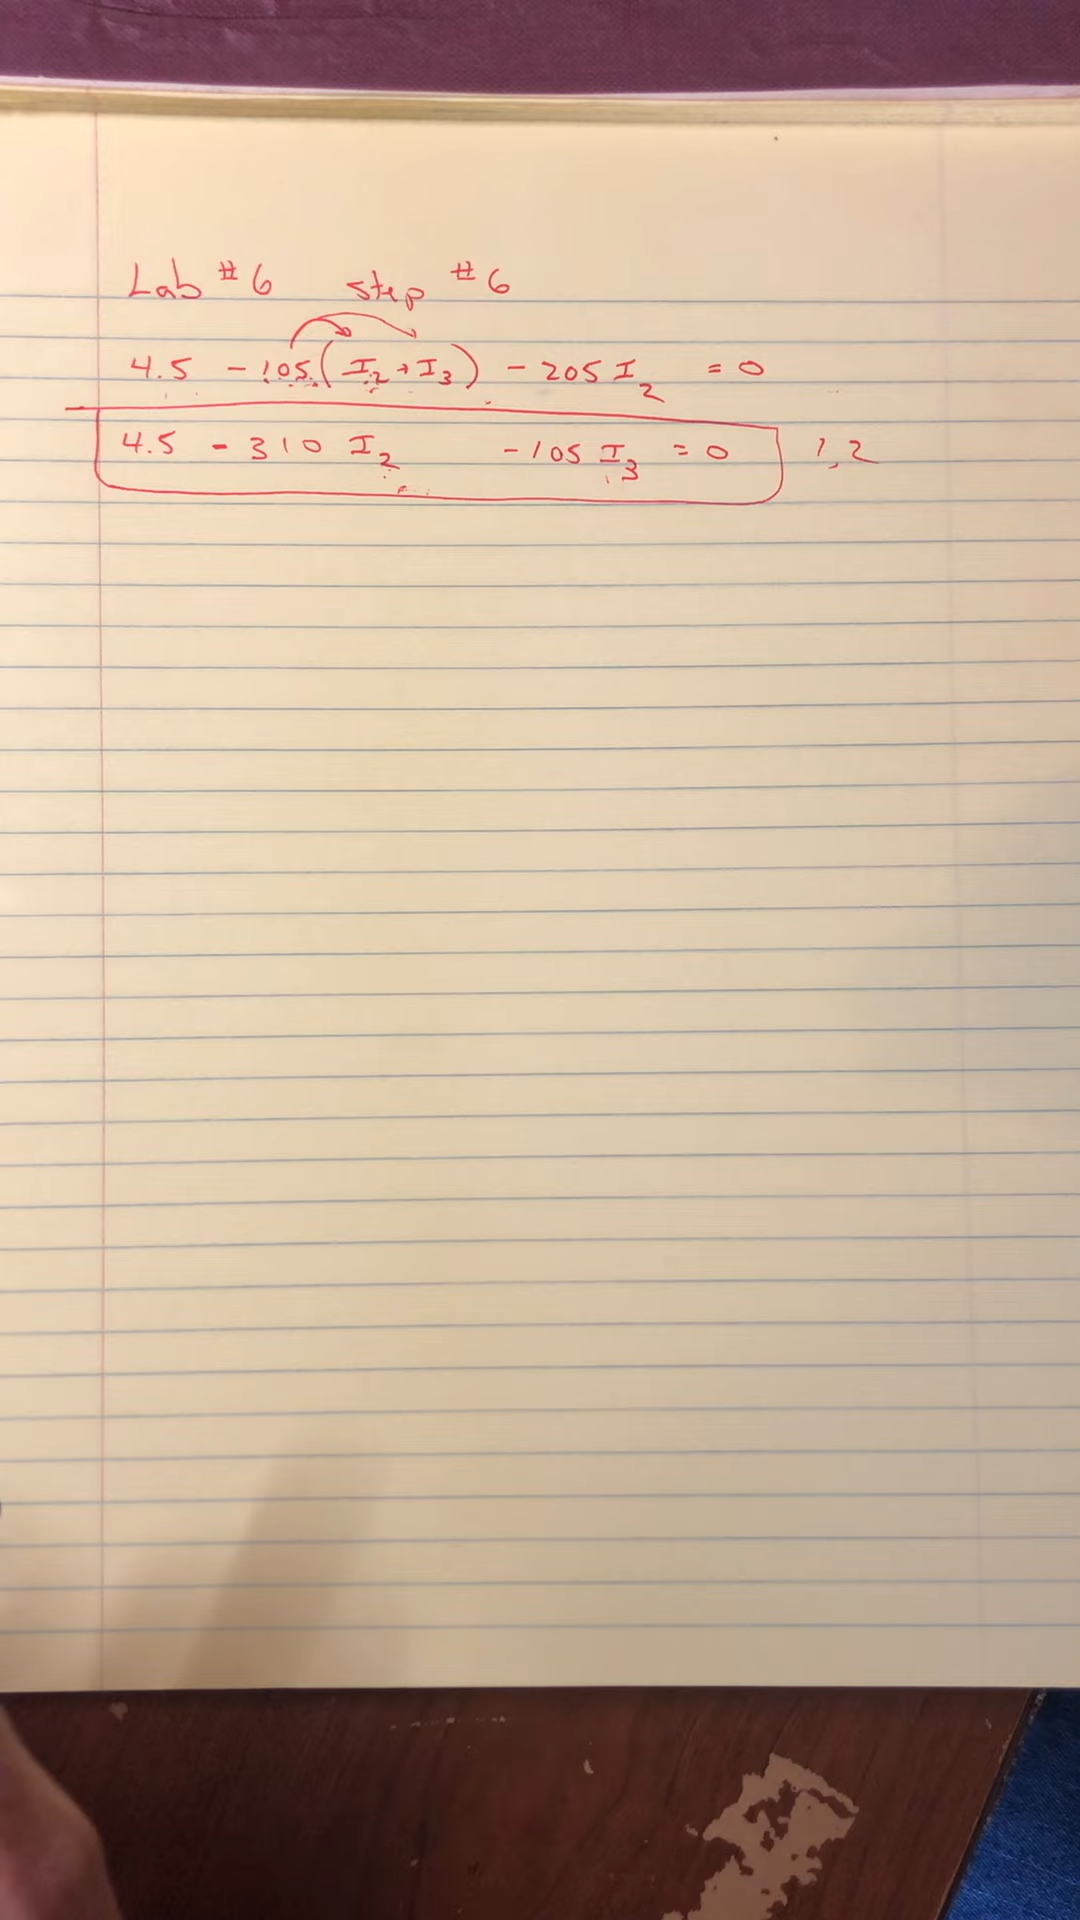 Lab #6 step #6
4.5 - 105(I₂ + I₃) - 205 I₂ = 0
4.5 - 310 I₂ - 105 I₃ = 0 1,2